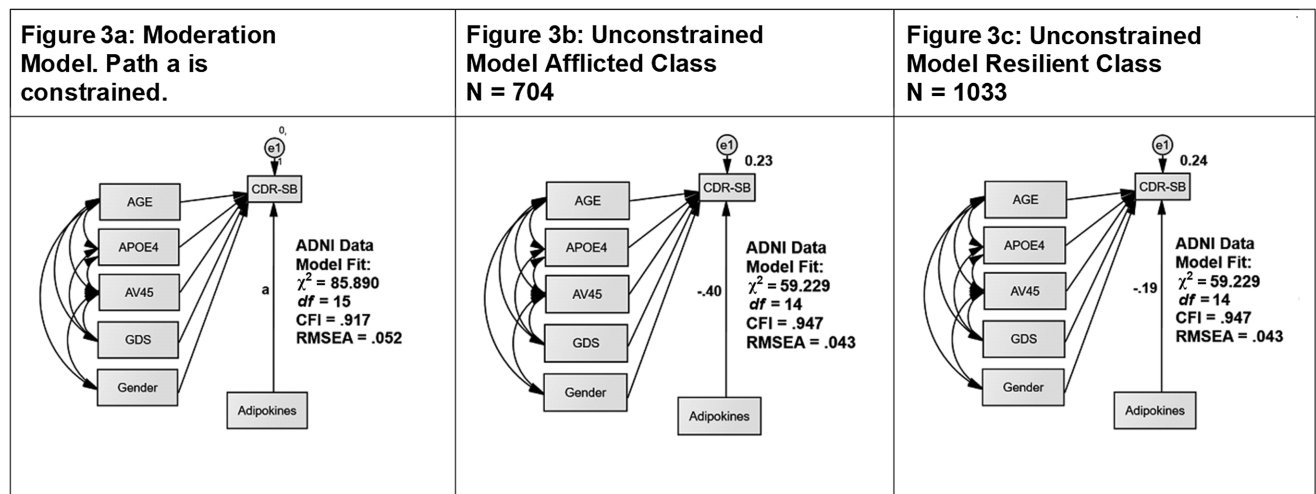 Figure 3a: Moderation
Model. Path a is
constrained.
Figure 3b: Unconstrained
Model Afflicted Class
N = 704
Figure 3c: Unconstrained
Model Resilient Class
N = 1033
0,
e1
1
CDR-SB
AGE
APOE4
AV45
GDS
Gender
a
ADNI Data
Model Fit:
χ² = 85.890
df = 15
CFI = .917
RMSEA = .052
Adipokines
e1
0.23
CDR-SB
AGE
APOE4
AV45
GDS
Gender
-.40
ADNI Data
Model Fit:
χ² = 59.229
df = 14
CFI = .947
RMSEA = .043
Adipokines
e1
0.24
CDR-SB
AGE
APOE4
AV45
GDS
Gender
-.19
ADNI Data
Model Fit:
χ² = 59.229
df = 14
CFI = .947
RMSEA = .043
Adipokines